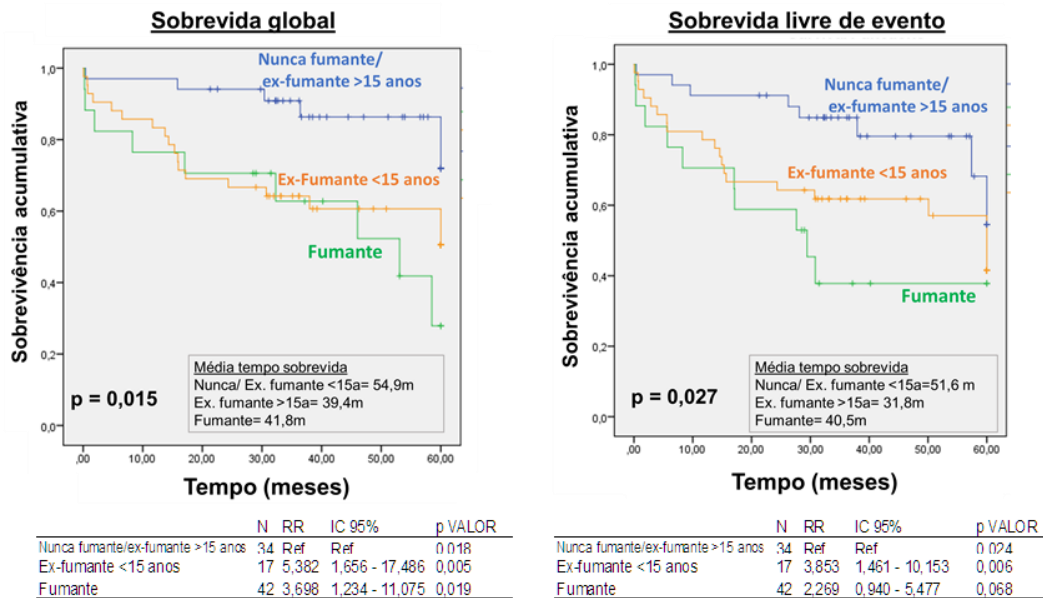 Sobrevida global
Sobrevivência acumulativa
1,0
0,8
0,6
0,4
0,2
0,0
Nunca fumante/
ex-fumante >15 anos
Ex-Fumante <15 anos
Fumante
p = 0,015
Média tempo sobrevida
Nunca/ Ex. fumante <15a= 54,9m
Ex. fumante >15a= 39,4m
Fumante= 41,8m
,00 10,00 20,00 30,00 40,00 50,00 60,00
Tempo (meses)
N RR IC 95% p VALOR
Nunca fumante/ex-fumante >15 anos 34 Ref Ref 0,018
Ex-fumante <15 anos 17 5,382 1,656 - 17,486 0,005
Fumante 42 3,698 1,234 - 11,075 0,019
Sobrevida livre de evento
Sobrevivência acumulativa
1,0
0,8
0,6
0,4
0,2
0,0
Nunca fumante/
ex-fumante >15 anos
Ex-fumante <15 anos
Fumante
p = 0,027
Média tempo sobrevida
Nunca/ Ex. fumante <15a=51,6 m
Ex. fumante >15a= 31,8m
Fumante= 40,5m
,00 10,00 20,00 30,00 40,00 50,00 60,00
Tempo (meses)
N RR IC 95% p VALOR
Nunca fumante/ex-fumante >15 anos 34 Ref Ref 0,024
Ex-fumante <15 anos 17 3,853 1,461 - 10,153 0,006
Fumante 42 2,269 0,940 - 5,477 0,068